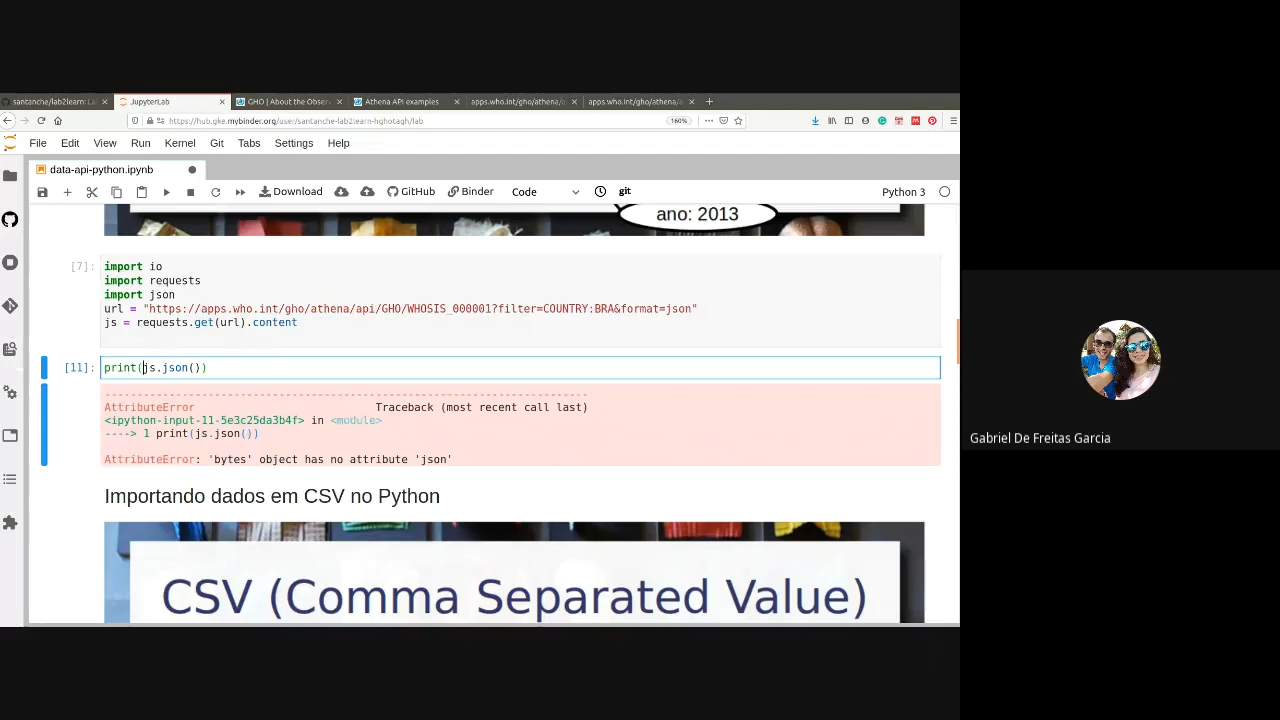 santanche/lab2learn: L
JupyterLab
GHO | About the Obser
Athena API examples
apps.who.int/gho/athena/a
apps.who.int/gho/athena/a
https://hub.gke.mybinder.org/user/santanche-lab2learn-hghotagh/lab
160%
File Edit View Run Kernel Git Tabs Settings Help
data-api-python.ipynb
Download GitHub Binder Code git Python 3
ano: 2013
[7]:
import io
import requests
import json
url = "https://apps.who.int/gho/athena/api/GHO/WHOSIS_000001?filter=COUNTRY:BRA&format=json"
js = requests.get(url).content
[11]: print(js.json())
---------------------------------------------------------------------------
AttributeError Traceback (most recent call last)
<ipython-input-11-5e3c25da3b4f> in <module>
----> 1 print(js.json())
AttributeError: 'bytes' object has no attribute 'json'
Importando dados em CSV no Python
CSV (Comma Separated Value)
Gabriel De Freitas Garcia